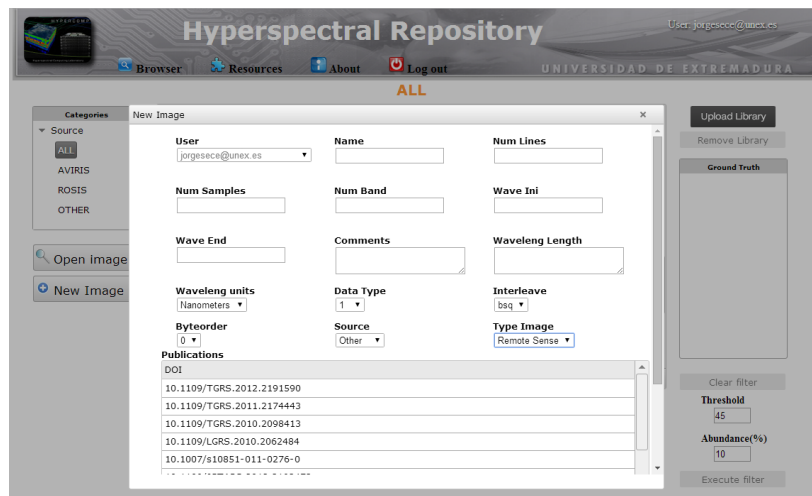 HYPERCOMP
Hyperspectral Repository
User: jorgesece@unex.es
Browser Resources About Log out
UNIVERSIDAD DE EXTREMADURA
ALL
Categories
Source
ALL
AVIRIS
ROSIS
OTHER
Open image
New Image
New Image ×
User Name Num Lines
jorgesece@unex.es
Num Samples Num Band Wave Ini
Wave End Comments Waveleng Length
Waveleng units Data Type Interleave
Nanometers 1 bsq
Byteorder Source Type Image
0 Other Remote Sense
Publications
DOI
10.1109/TGRS.2012.2191590
10.1109/TGRS.2011.2174443
10.1109/TGRS.2010.2098413
10.1109/LGRS.2010.2062484
10.1007/s10851-011-0276-0
Upload Library
Remove Library
Ground Truth
Clear filter
Threshold
45
Abundance(%)
10
Execute filter